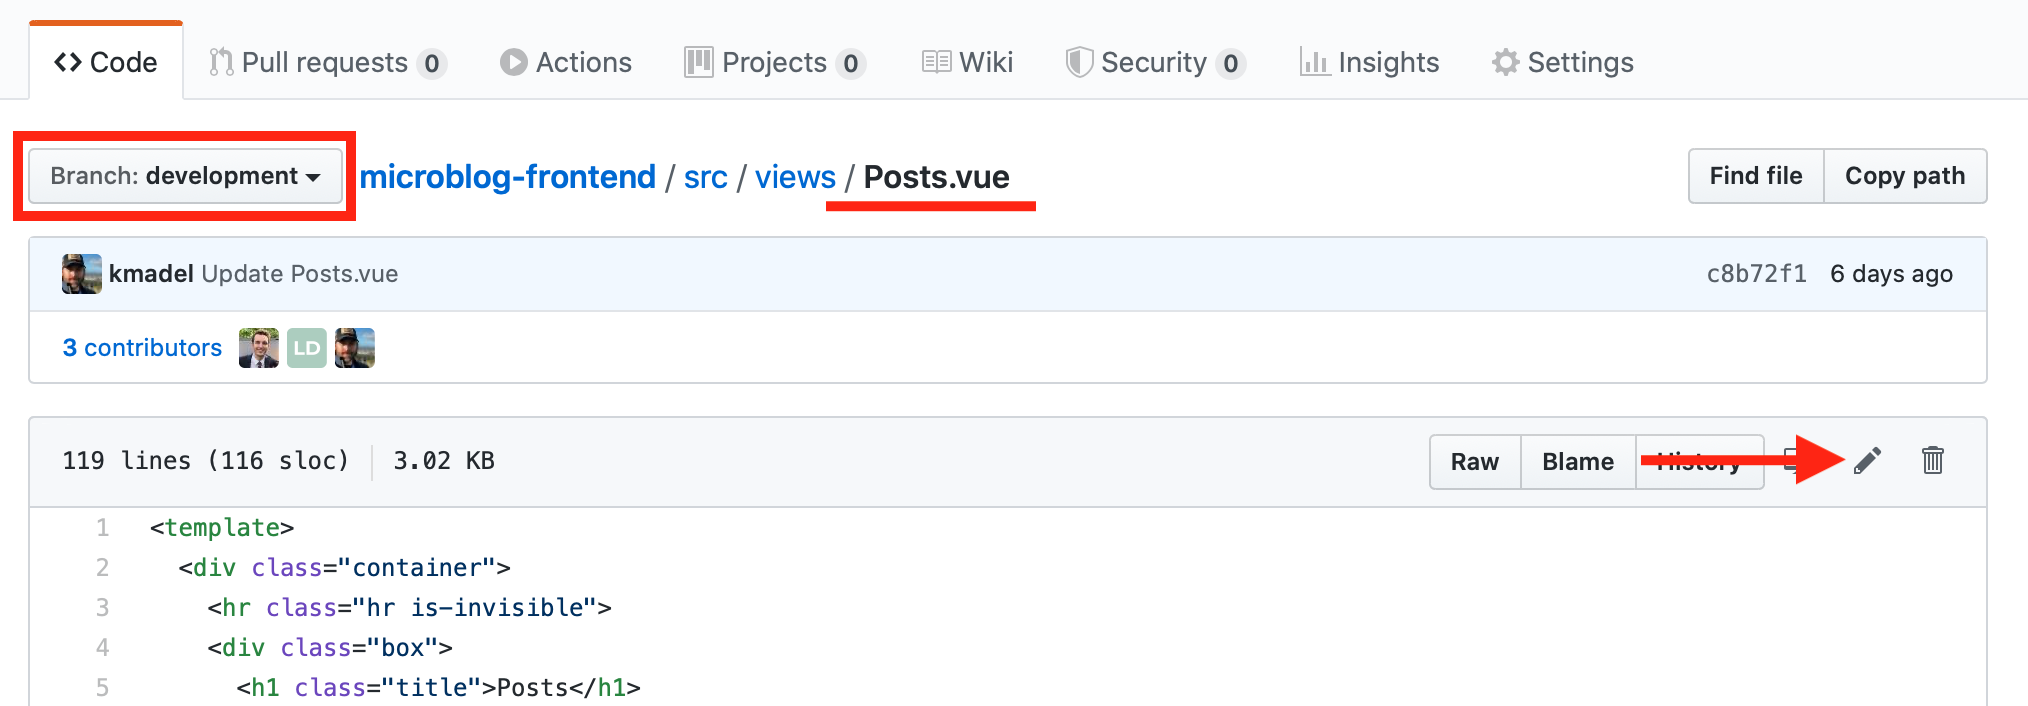 Code Pull requests 0 Actions Projects 0 Wiki Security 0 Insights Settings
Branch: development microblog-frontend / src / views / Posts.vue Find file Copy path
kmadel Update Posts.vue c8b72f1 6 days ago
3 contributors LD
119 lines (116 sloc) 3.02 KB Raw Blame History
1 <template>
2 <div class="container">
3 <hr class="hr is-invisible">
4 <div class="box">
5 <h1 class="title">Posts</h1>